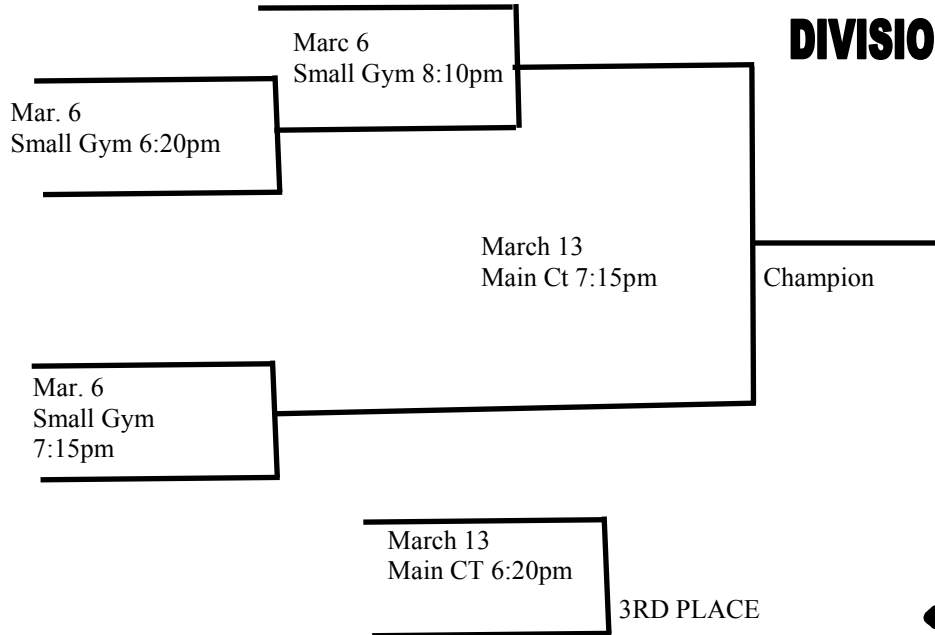 DIVISIO
Marc 6
Small Gym 8:10pm
Mar. 6
Small Gym 6:20pm
March 13
Main Ct 7:15pm
Champion
Mar. 6
Small Gym
7:15pm
March 13
Main CT 6:20pm
3RD PLACE